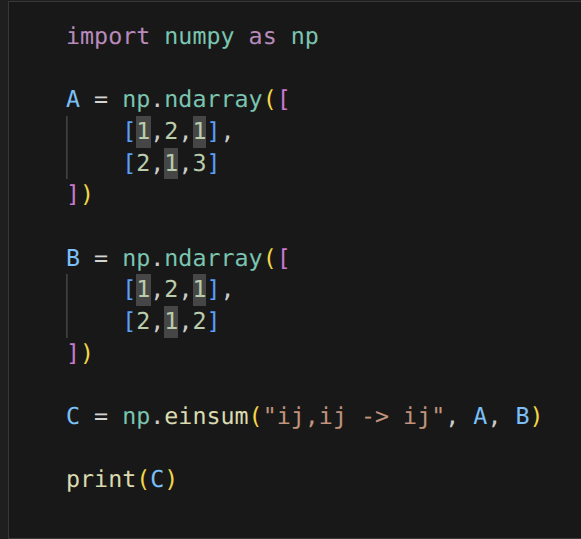 import numpy as np
A = np.ndarray([
[1,2,1],
[2,1,3]
])
B = np.ndarray([
[1,2,1],
[2,1,2]
])
C = np.einsum("ij,ij -> ij", A, B)
print(C)